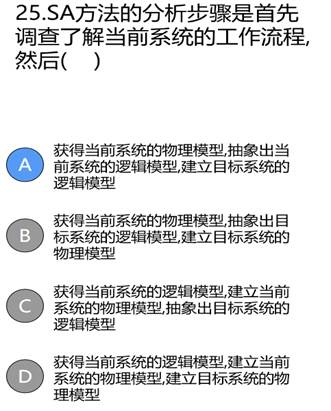 25.SA方法的分析步骤是首先
调查了解当前系统的工作流程,
然后(    )
A
获得当前系统的物理模型,抽象出当
前系统的逻辑模型,建立目标系统的
逻辑模型
B
获得当前系统的物理模型,抽象出目
标系统的逻辑模型,建立目标系统的
物理模型
C
获得当前系统的逻辑模型,建立当前
系统的物理模型,抽象出目标系统的
逻辑模型
D
获得当前系统的逻辑模型,建立当前
系统的物理模型,建立目标系统的物
理模型